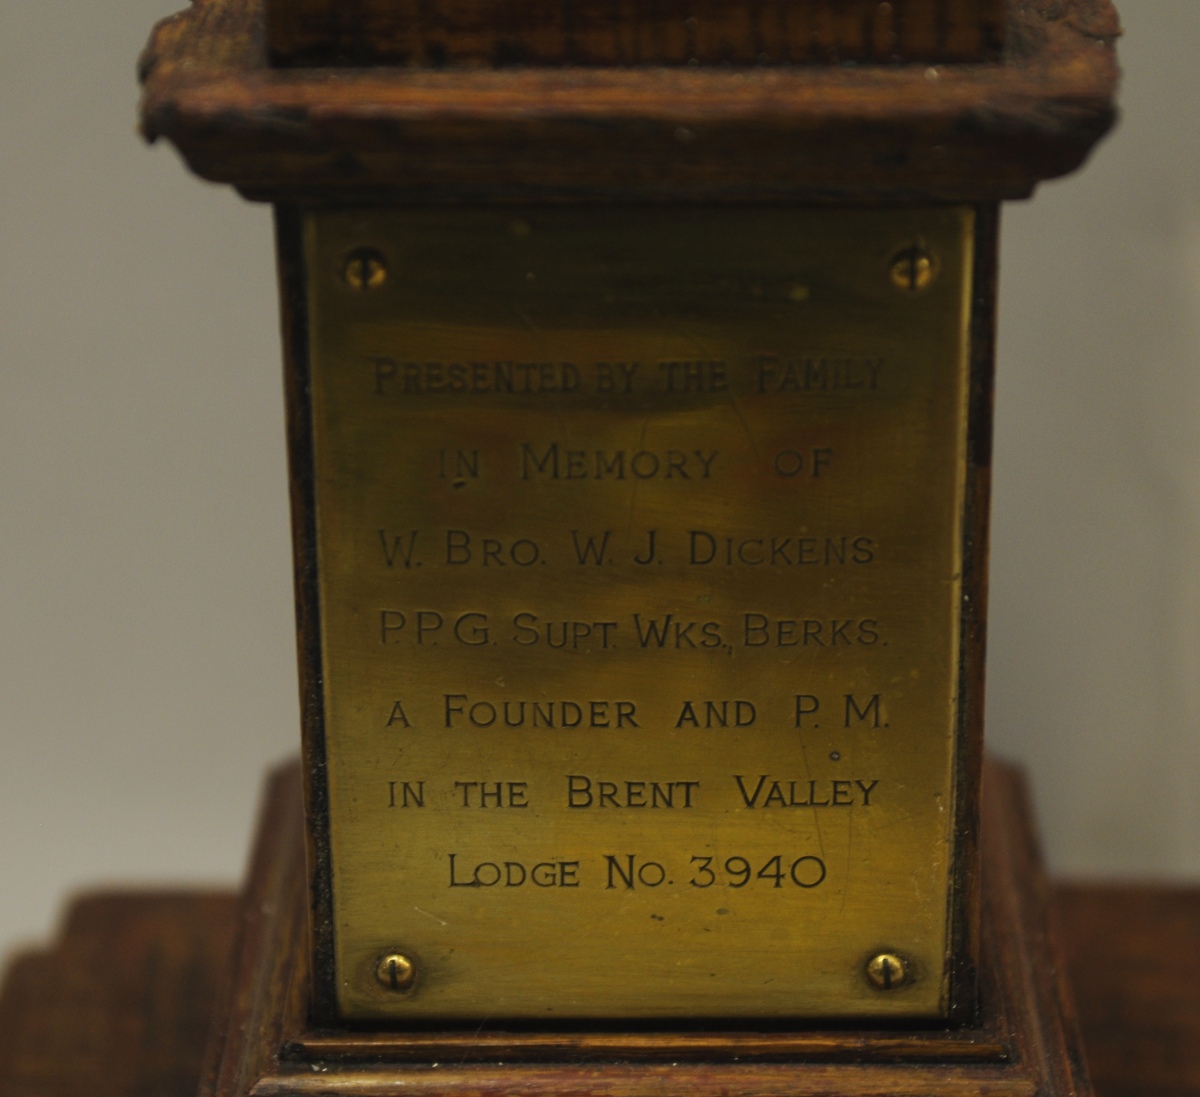 PRESENTED BY THE FAMILY
IN MEMORY OF
W. BRO. W. J. DICKENS
P.P.G. SUPT. WKS., BERKS.
A FOUNDER AND P. M.
IN THE BRENT VALLEY
LODGE NO. 3940